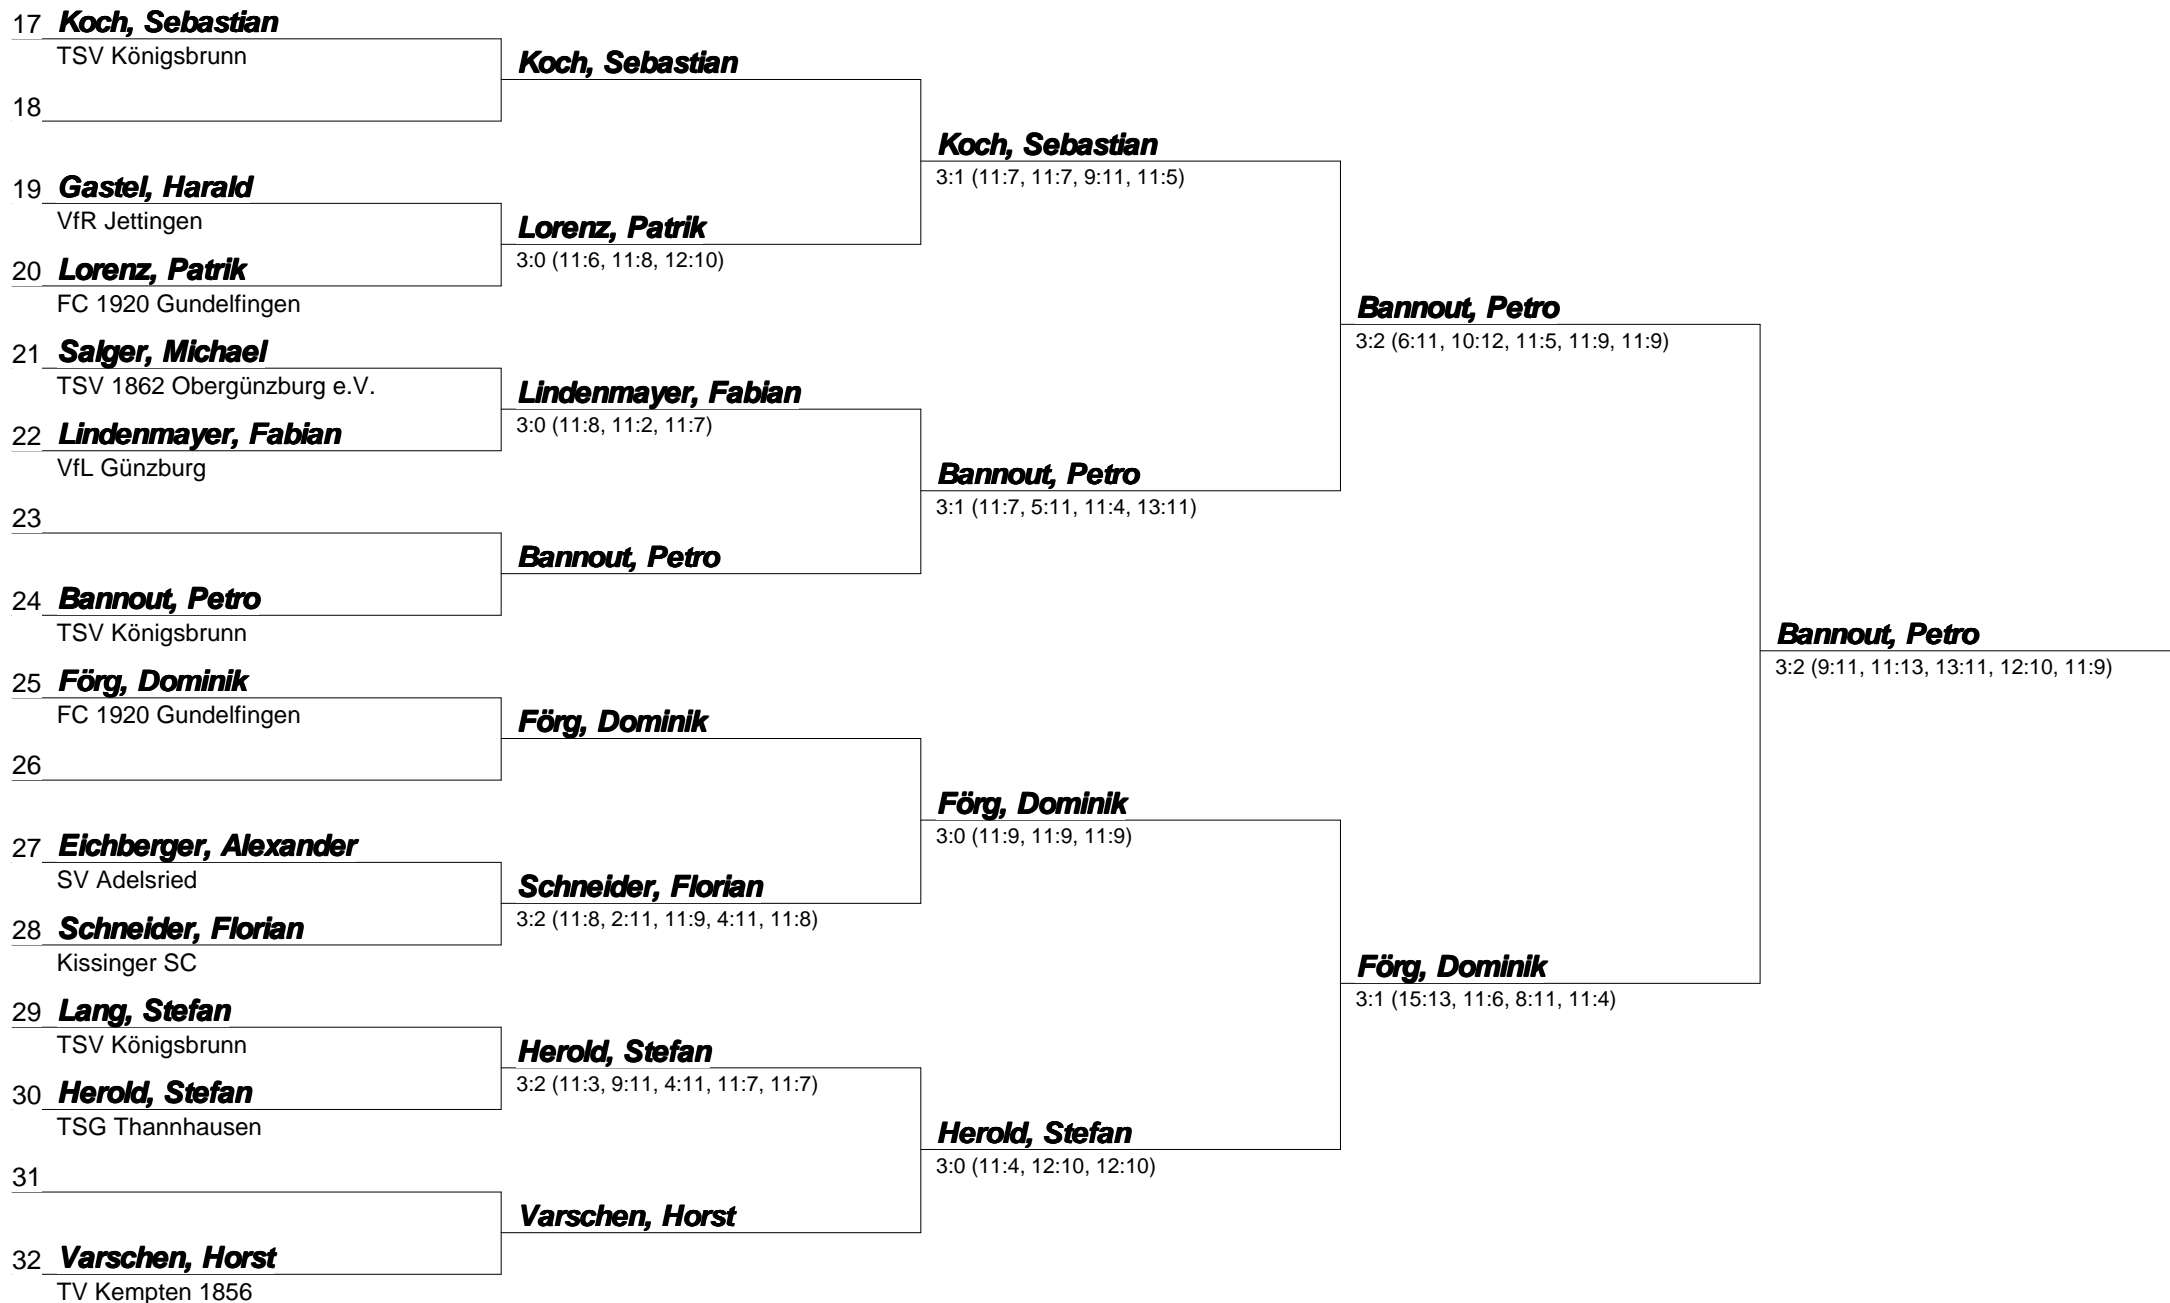 17 Koch, Sebastian
TSV Königsbrunn
18
19 Gastel, Harald
VfR Jettingen
20 Lorenz, Patrik
FC 1920 Gundelfingen
21 Salger, Michael
TSV 1862 Obergünzburg e.V.
22 Lindenmayer, Fabian
VfL Günzburg
23
24 Bannout, Petro
TSV Königsbrunn
25 Förg, Dominik
FC 1920 Gundelfingen
26
27 Eichberger, Alexander
SV Adelsried
28 Schneider, Florian
Kissinger SC
29 Lang, Stefan
TSV Königsbrunn
30 Herold, Stefan
TSG Thannhausen
31
32 Varschen, Horst
TV Kempten 1856
Koch, Sebastian
Lorenz, Patrik
3:0 (11:6, 11:8, 12:10)
Lindenmayer, Fabian
3:0 (11:8, 11:2, 11:7)
Bannout, Petro
Förg, Dominik
Schneider, Florian
3:2 (11:8, 2:11, 11:9, 4:11, 11:8)
Herold, Stefan
3:2 (11:3, 9:11, 4:11, 11:7, 11:7)
Varschen, Horst
Koch, Sebastian
3:1 (11:7, 11:7, 9:11, 11:5)
Bannout, Petro
3:1 (11:7, 5:11, 11:4, 13:11)
Förg, Dominik
3:0 (11:9, 11:9, 11:9)
Herold, Stefan
3:0 (11:4, 12:10, 12:10)
Bannout, Petro
3:2 (6:11, 10:12, 11:5, 11:9, 11:9)
Förg, Dominik
3:1 (15:13, 11:6, 8:11, 11:4)
Bannout, Petro
3:2 (9:11, 11:13, 13:11, 12:10, 11:9)